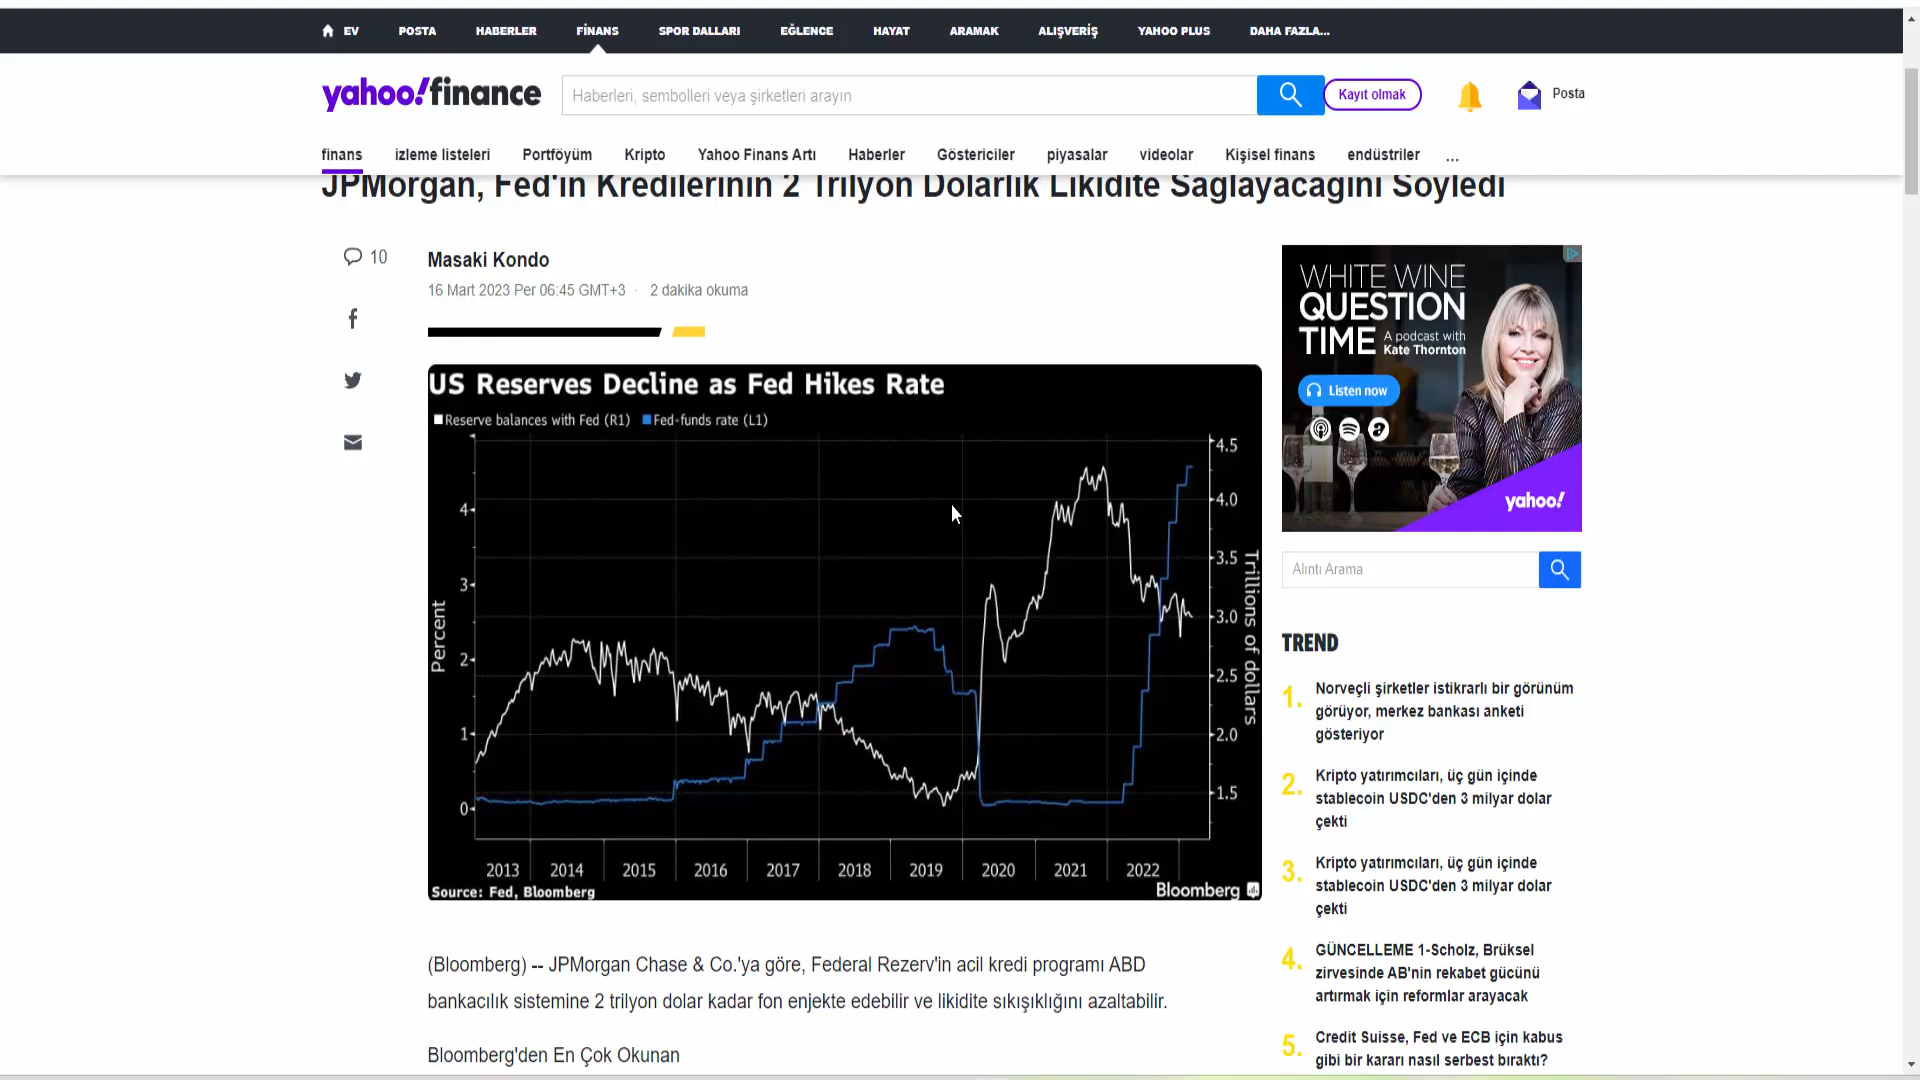 EV POSTA HABERLER FİNANS SPOR DALLARI EĞLENCE HAYAT ARAMAK ALIŞVERİŞ YAHOO PLUS DAHA FAZLA...
yahoo!finance
Haberleri, sembolleri veya şirketleri arayın
Kayıt olmak
Posta
finans izleme listeleri Portföyüm Kripto Yahoo Finans Artı Haberler Göstericiler piyasalar videolar Kişisel finans endüstriler ...
JPMorgan, Fed'in Kredilerinin 2 Trilyon Dolarlık Likidite Sağlayacağını Söyledi
10
Masaki Kondo
16 Mart 2023 Per 06:45 GMT+3 · 2 dakika okuma
US Reserves Decline as Fed Hikes Rate
Reserve balances with Fed (R1) Fed-funds rate (L1)
Percent
4
3
2
1
0
4.5
4.0
3.5
3.0
2.5
2.0
1.5
Trillions of dollars
2013 2014 2015 2016 2017 2018 2019 2020 2021 2022
Source: Fed, Bloomberg
Bloomberg
(Bloomberg) -- JPMorgan Chase & Co.'ya göre, Federal Rezerv'in acil kredi programı ABD
bankacılık sistemine 2 trilyon dolar kadar fon enjekte edebilir ve likidite sıkışıklığını azaltabilir.
Bloomberg'den En Çok Okunan
WHITE WINE
QUESTION
TIME
A podcast with
Kate Thornton
Listen now
yahoo!
Alıntı Arama
TREND
1. Norveçli şirketler istikrarlı bir görünüm
görüyor, merkez bankası anketi
gösteriyor
2. Kripto yatırımcıları, üç gün içinde
stablecoin USDC'den 3 milyar dolar
çekti
3. Kripto yatırımcıları, üç gün içinde
stablecoin USDC'den 3 milyar dolar
çekti
4. GÜNCELLEME 1-Scholz, Brüksel
zirvesinde AB'nin rekabet gücünü
artırmak için reformlar arayacak
5. Credit Suisse, Fed ve ECB için kabus
gibi bir kararı nasıl serbest bıraktı?